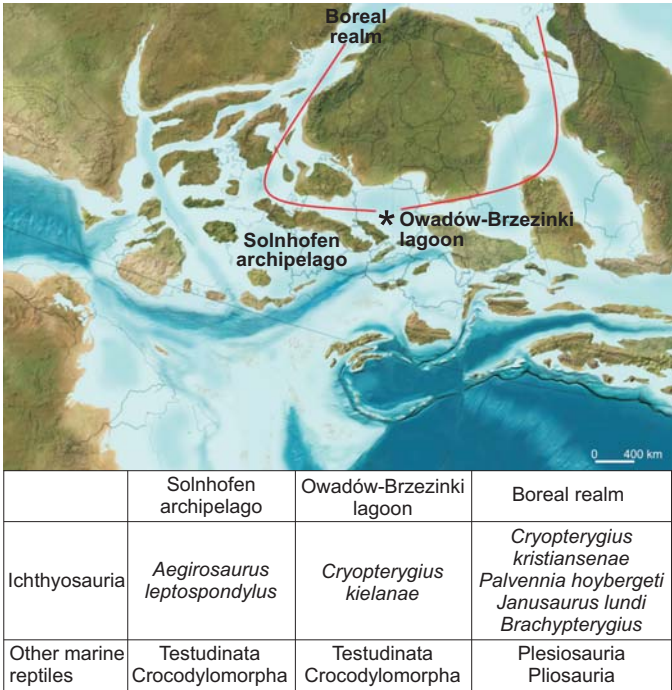 Boreal
realm
* Owadów-Brzezinki
lagoon
Solnhofen
archipelago
0 400 km
Solnhofen
archipelago
Owadów-Brzezinki
lagoon
Boreal realm
Ichthyosauria
Aegirosaurus
leptospondylus
Cryopterygius
kielanae
Cryopterygius
kristiansenae
Palvennia hoybergeti
Janusaurus lundi
Brachypterygius
Other marine
reptiles
Testudinata
Crocodylomorpha
Testudinata
Crocodylomorpha
Plesiosauria
Pliosauria